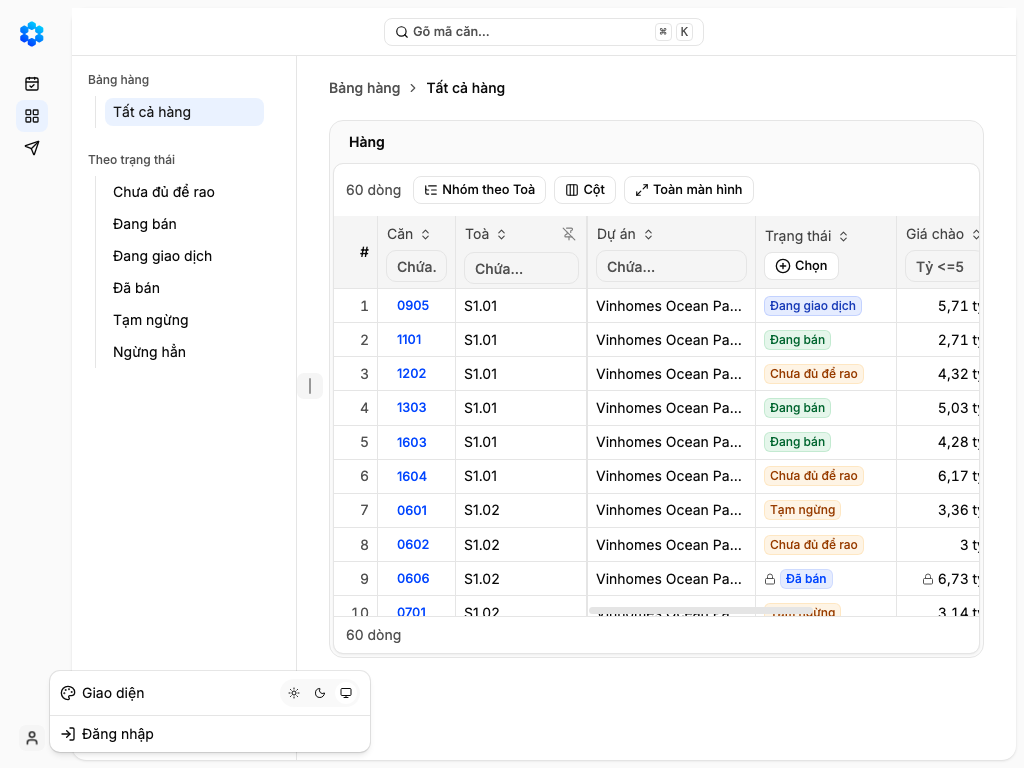 Gõ mã căn...
⌘ K
Bảng hàng
Tất cả hàng
Theo trạng thái
Chưa đủ để rao
Đang bán
Đang giao dịch
Đã bán
Tạm ngừng
Ngừng hẳn
Bảng hàng > Tất cả hàng
Hàng
60 dòng Nhóm theo Toà Cột Toàn màn hình
# Căn Toà Dự án Trạng thái Giá chào
Chứa. Chứa... Chứa... Chọn Tỷ <=5
1 0905 S1.01 Vinhomes Ocean Pa... Đang giao dịch 5,71 tỷ
2 1101 S1.01 Vinhomes Ocean Pa... Đang bán 2,71 tỷ
3 1202 S1.01 Vinhomes Ocean Pa... Chưa đủ để rao 4,32 tỷ
4 1303 S1.01 Vinhomes Ocean Pa... Đang bán 5,03 tỷ
5 1603 S1.01 Vinhomes Ocean Pa... Đang bán 4,28 tỷ
6 1604 S1.01 Vinhomes Ocean Pa... Chưa đủ để rao 6,17 tỷ
7 0601 S1.02 Vinhomes Ocean Pa... Tạm ngừng 3,36 tỷ
8 0602 S1.02 Vinhomes Ocean Pa... Chưa đủ để rao 3 tỷ
9 0606 S1.02 Vinhomes Ocean Pa... Đã bán 6,73 tỷ
10 0701 S1.02 Vinhomes Ocean Pa... Tạm ngừng 3,14 tỷ
60 dòng
Giao diện
Đăng nhập